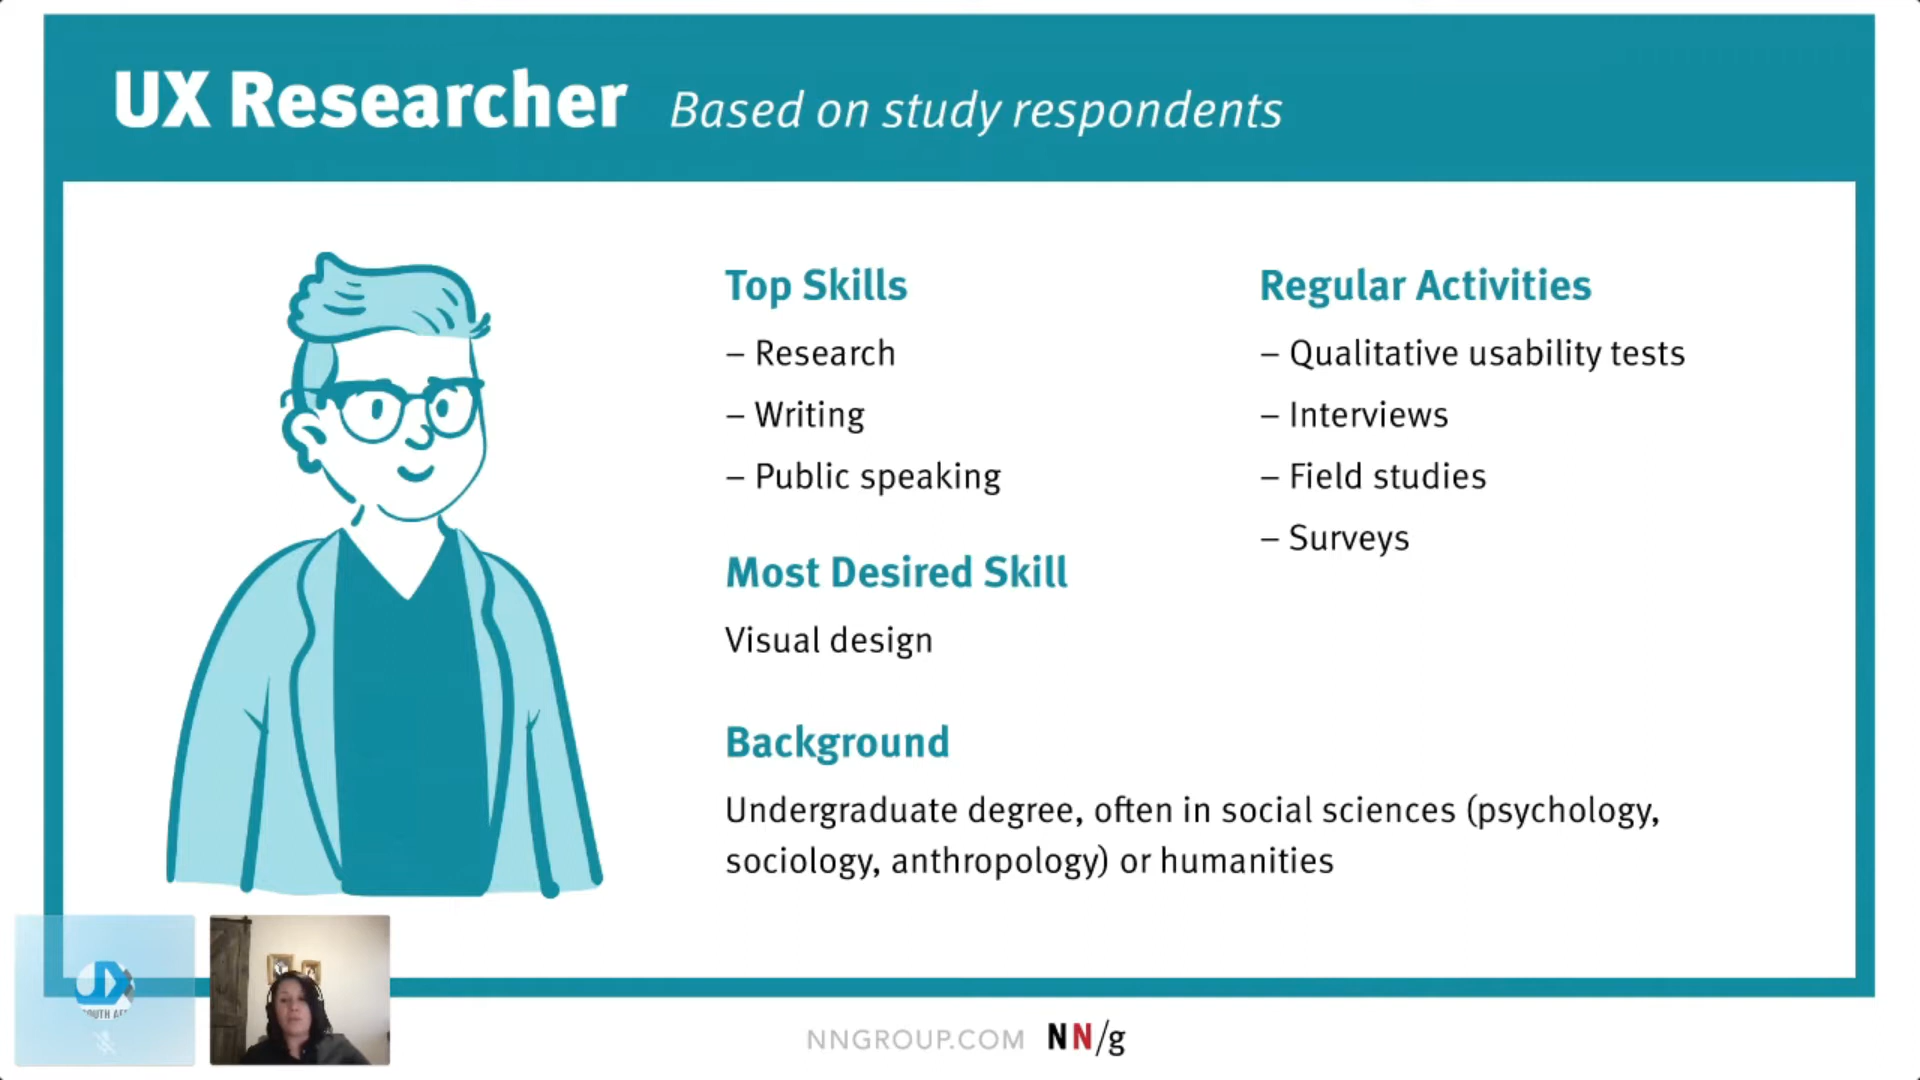 UX Researcher Based on study respondents
Top Skills
– Research
– Writing
– Public speaking
Most Desired Skill
Visual design
Background
Undergraduate degree, often in social sciences (psychology,
sociology, anthropology) or humanities
Regular Activities
– Qualitative usability tests
– Interviews
– Field studies
– Surveys
NNGROUP.COM NN/g